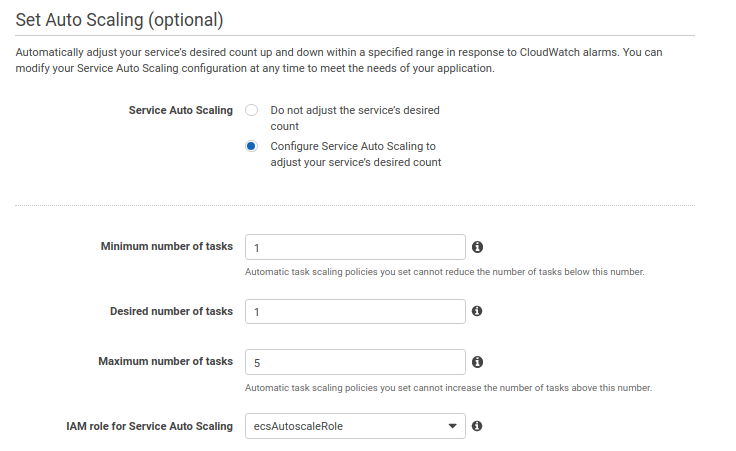 Set Auto Scaling (optional)
Automatically adjust your service's desired count up and down within a specified range in response to CloudWatch alarms. You can
modify your Service Auto Scaling configuration at any time to meet the needs of your application.
Service Auto Scaling
Do not adjust the service's desired
count
Configure Service Auto Scaling to
adjust your service's desired count
Minimum number of tasks
1
Automatic task scaling policies you set cannot reduce the number of tasks below this number.
Desired number of tasks
1
Maximum number of tasks
5
Automatic task scaling policies you set cannot increase the number of tasks above this number.
IAM role for Service Auto Scaling
ecsAutoscaleRole